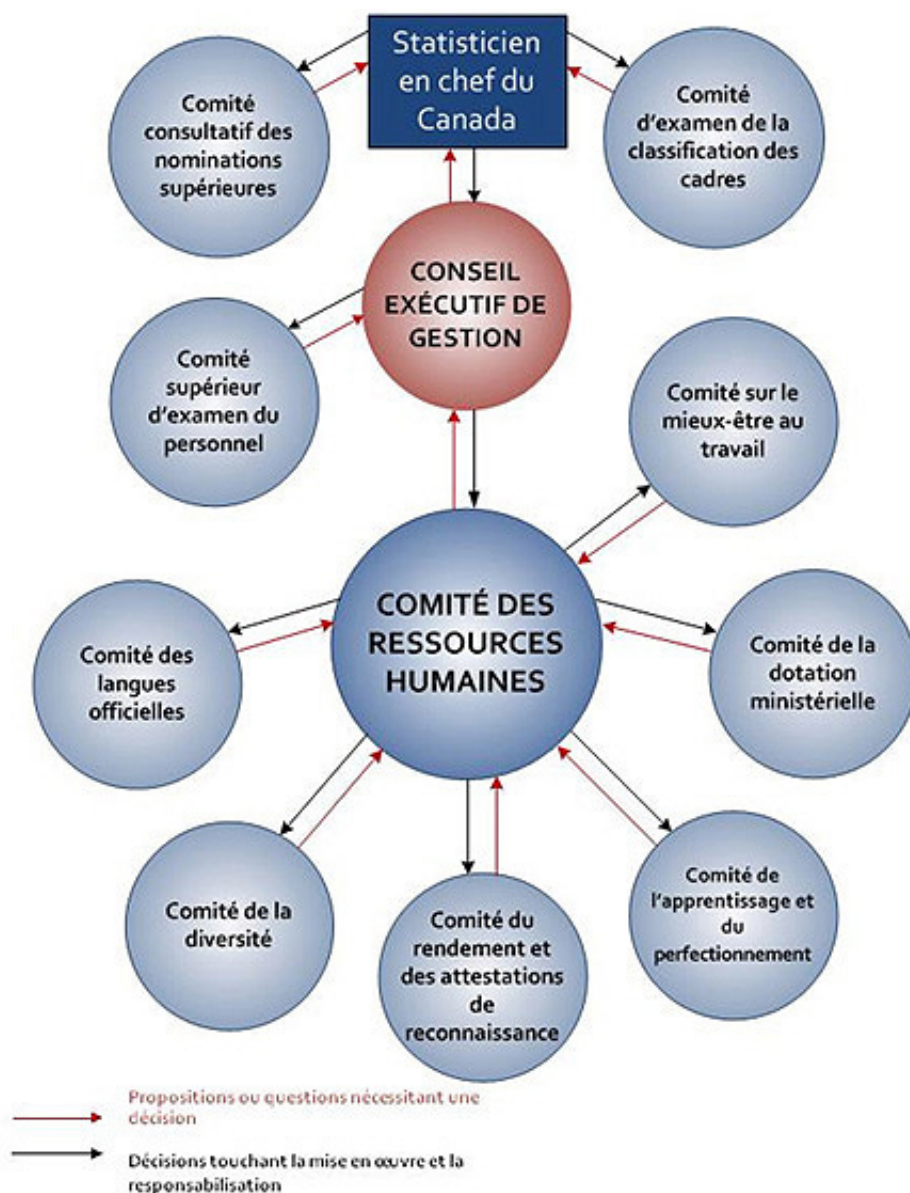 Statisticien
en chef du
Canada
Comité
consultatif des
nominations
supérieures
Comité
d'examen de la
classification des
cadres
CONSEIL
EXÉCUTIF DE
GESTION
Comité
supérieur
d'examen du
personnel
Comité sur le
mieux-être au
travail
COMITÉ DES
RESSOURCES
HUMAINES
Comité des
langues
officielles
Comité de la
dotation
ministérielle
Comité de la
diversité
Comité du
rendement et
des attestations
de
reconnaissance
Comité de
l'apprentissage et
du
perfectionnement
Propositions ou questions nécessitant une
décision
Décisions touchant la mise en œuvre et la
responsabilisation